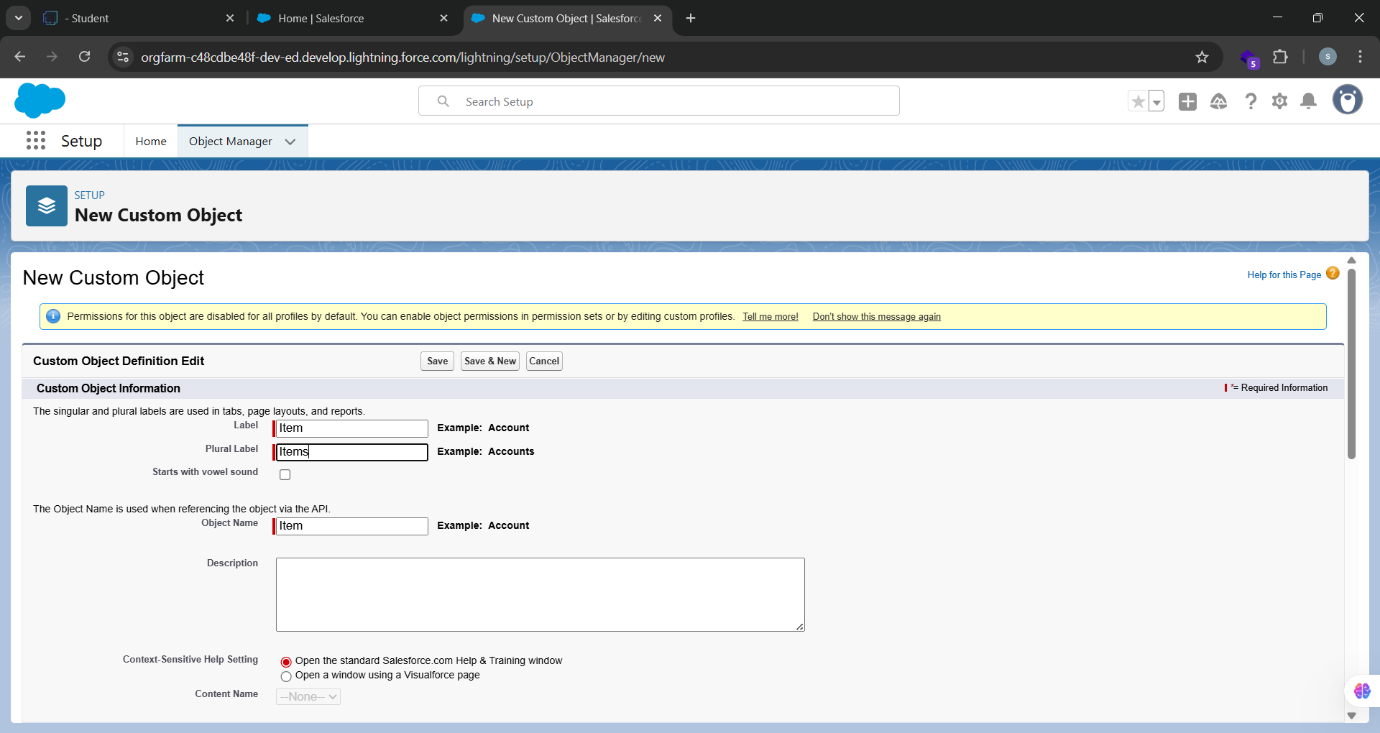 - Student
Home | Salesforce
New Custom Object | Salesforc
orgfarm-c48cdbe48f-dev-ed.develop.lightning.force.com/lightning/setup/ObjectManager/new
5
S
Search Setup
Setup
Home
Object Manager
SETUP
New Custom Object
New Custom Object
Help for this Page
Permissions for this object are disabled for all profiles by default. You can enable object permissions in permission sets or by editing custom profiles. Tell me more! Don't show this message again
Custom Object Definition Edit
Save
Save & New
Cancel
Custom Object Information
= Required Information
The singular and plural labels are used in tabs, page layouts, and reports.
Label
Item
Example: Account
Plural Label
Items
Example: Accounts
Starts with vowel sound
The Object Name is used when referencing the object via the API.
Object Name
Item
Example: Account
Description
Context-Sensitive Help Setting
Open the standard Salesforce.com Help & Training window
Open a window using a Visualforce page
Content Name
--None--